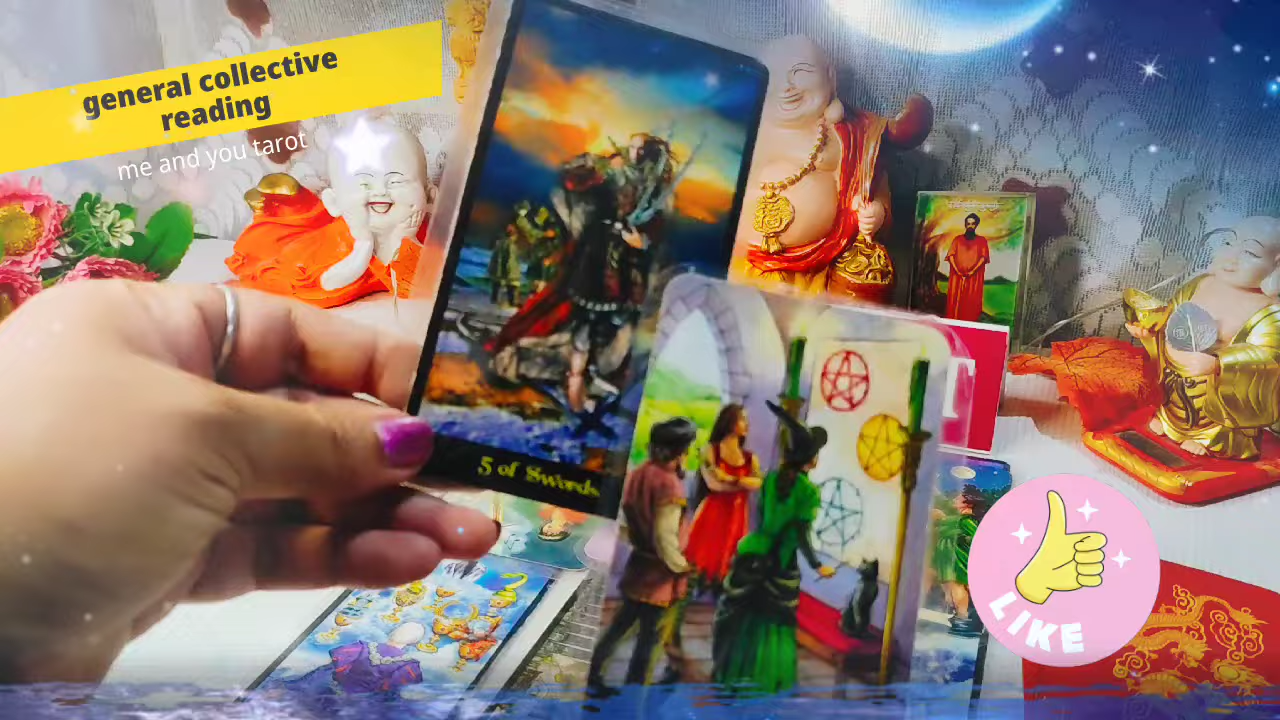 general collective
reading
me and you tarot
5 of Swords
LIKE